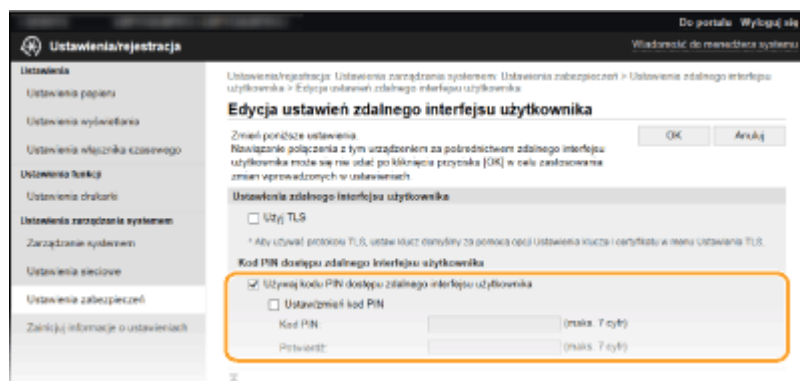 Do portalu Wyloguj się
Ustawienia/rejestracja
Wiadomość do menedżera systemu
Ustawienia
Ustawienia papieru
Ustawienia wyświetlania
Ustawienia włącznika czasowego
Ustawienia funkcji
Ustawienia drukarki
Ustawienia zarządzania systemem
Zarządzanie systemem
Ustawienia sieciowe
Ustawienia zabezpieczeń
Zainicjuj informacje o ustawieniach
Ustawienia/rejestracja: Ustawienia zarządzania systemem: Ustawienia zabezpieczeń > Ustawienia zdalnego interfejsu
użytkownika > Edycja ustawień zdalnego interfejsu użytkownika
Edycja ustawień zdalnego interfejsu użytkownika
Zmień poniższe ustawienia.
OK Anuluj
Nawiązanie połączenia z tym urządzeniem za pośrednictwem zdalnego interfejsu
użytkownika może się nie udać po kliknięciu przycisku [OK] w celu zastosowania
zmian wprowadzonych w ustawieniach.
Ustawienia zdalnego interfejsu użytkownika
Użyj TLS
* Aby używać protokołu TLS, ustaw klucz domyślny za pomocą opcji Ustawienia klucza i certyfikatu w menu Ustawienia TLS.
Kod PIN dostępu zdalnego interfejsu użytkownika
Używaj kodu PIN dostępu zdalnego interfejsu użytkownika
Ustaw/zmień kod PIN
Kod PIN: (maks. 7 cyfr)
Potwierdź: (maks. 7 cyfr)